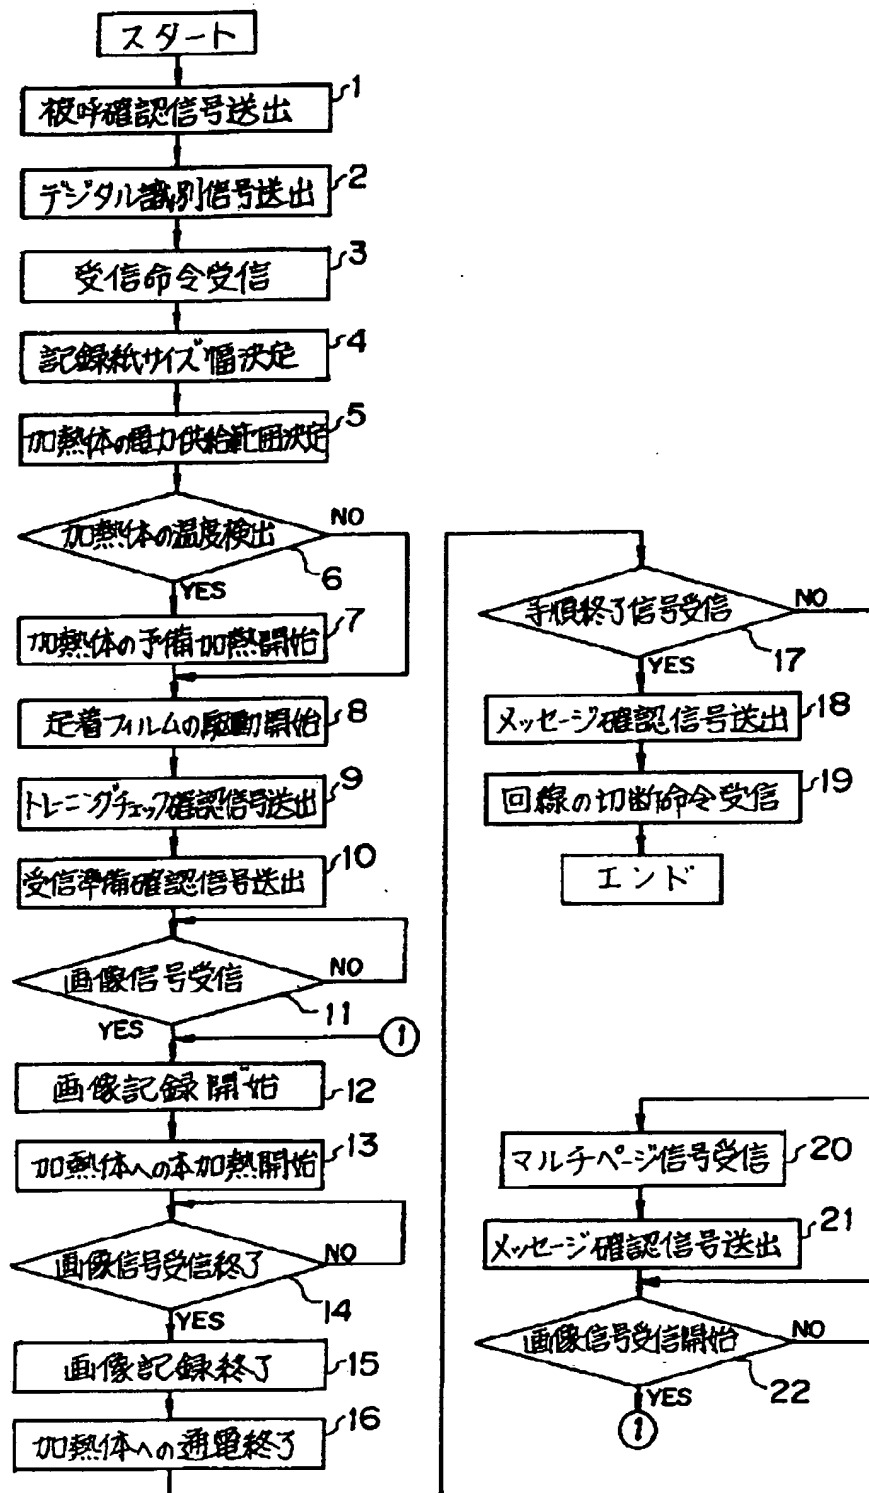 スタート
被呼確認信号送出
1
デジタル識別信号送出
2
受信命令受信
3
記録紙サイズ幅決定
4
加熱体の電力供給範囲決定
5
加熱体の温度検出
NO
6
YES
加熱体の予備加熱開始
7
定着フィルムの駆動開始
8
トレーニングチェック確認信号送出
9
受信準備確認信号送出
10
画像信号受信
NO
11
YES
1
画像記録開始
12
加熱体への本加熱開始
13
画像信号受信終了
NO
14
YES
画像記録終了
15
加熱体への通電終了
16
手順終了信号受信
NO
17
YES
メッセージ確認信号送出
18
回線の切断命令受信
19
エンド
マルチページ信号受信
20
メッセージ確認信号送出
21
画像信号受信開始
NO
22
YES
1